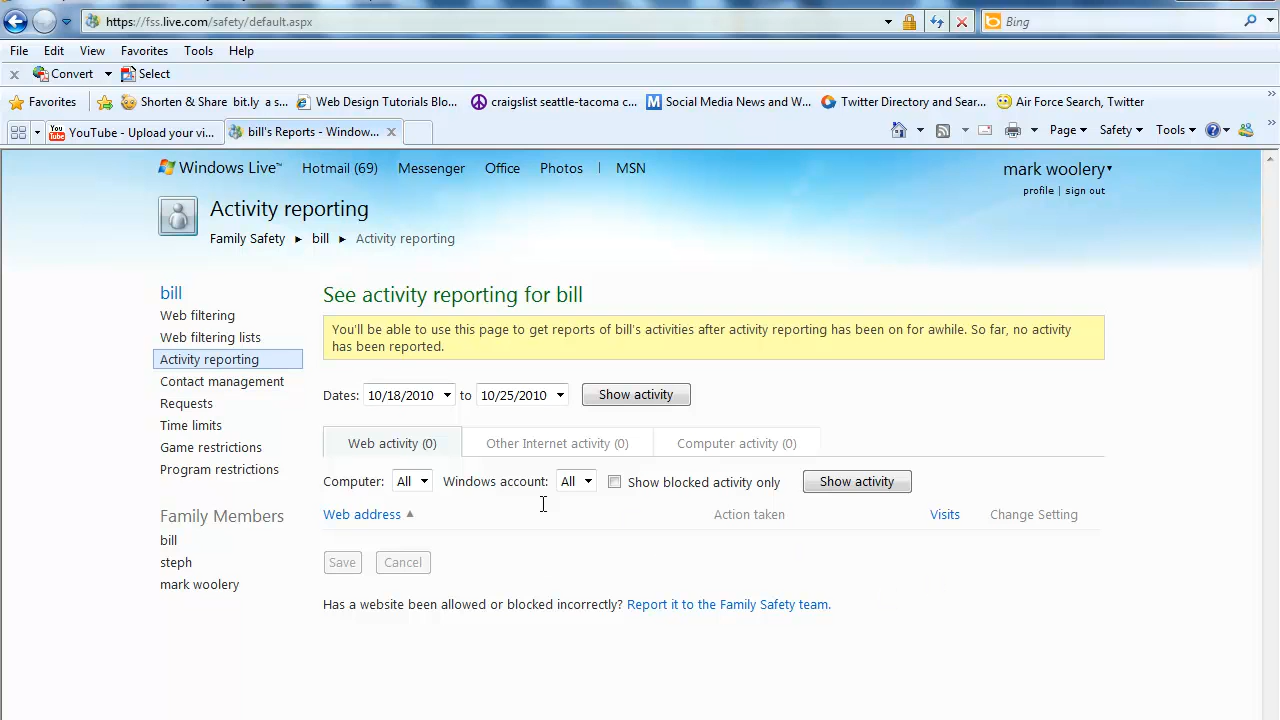 https://fss.live.com/safety/default.aspx
Bing
File Edit View Favorites Tools Help
x Convert Select
Favorites Shorten & Share bit.ly a s... Web Design Tutorials Blo... craigslist seattle-tacoma c... Social Media News and W... Twitter Directory and Sear... Air Force Search, Twitter
YouTube - Upload your vi... bill's Reports - Window... Page Safety Tools
Windows Live™ Hotmail (69) Messenger Office Photos | MSN
mark woolery
profile | sign out
Activity reporting
Family Safety ► bill ► Activity reporting
bill
Web filtering
Web filtering lists
Activity reporting
Contact management
Requests
Time limits
Game restrictions
Program restrictions
Family Members
bill
steph
mark woolery
See activity reporting for bill
You'll be able to use this page to get reports of bill's activities after activity reporting has been on for awhile. So far, no activity
has been reported.
Dates: 10/18/2010 to 10/25/2010 Show activity
Web activity (0) Other Internet activity (0) Computer activity (0)
Computer: All Windows account: All Show blocked activity only Show activity
Web address Action taken Visits Change Setting
Save Cancel
Has a website been allowed or blocked incorrectly? Report it to the Family Safety team.